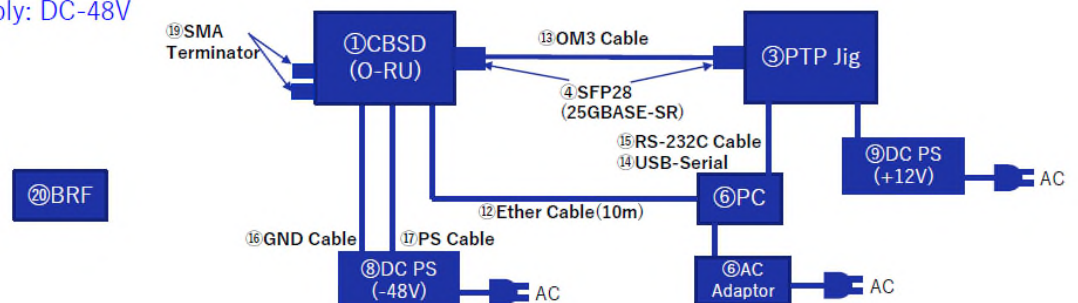 ply: DC-48V
⑲SMA
Terminator
①CBSD
(O-RU)
⑬OM3 Cable
③PTP Jig
④SFP28
(25GBASE-SR)
⑮RS-232C Cable
⑭USB-Serial
⑨DC PS
(+12V)
AC
⑳BRF
⑥PC
⑫Ether Cable(10m)
⑯GND Cable
⑰PS Cable
⑧DC PS
(-48V)
AC
⑥AC
Adaptor
AC